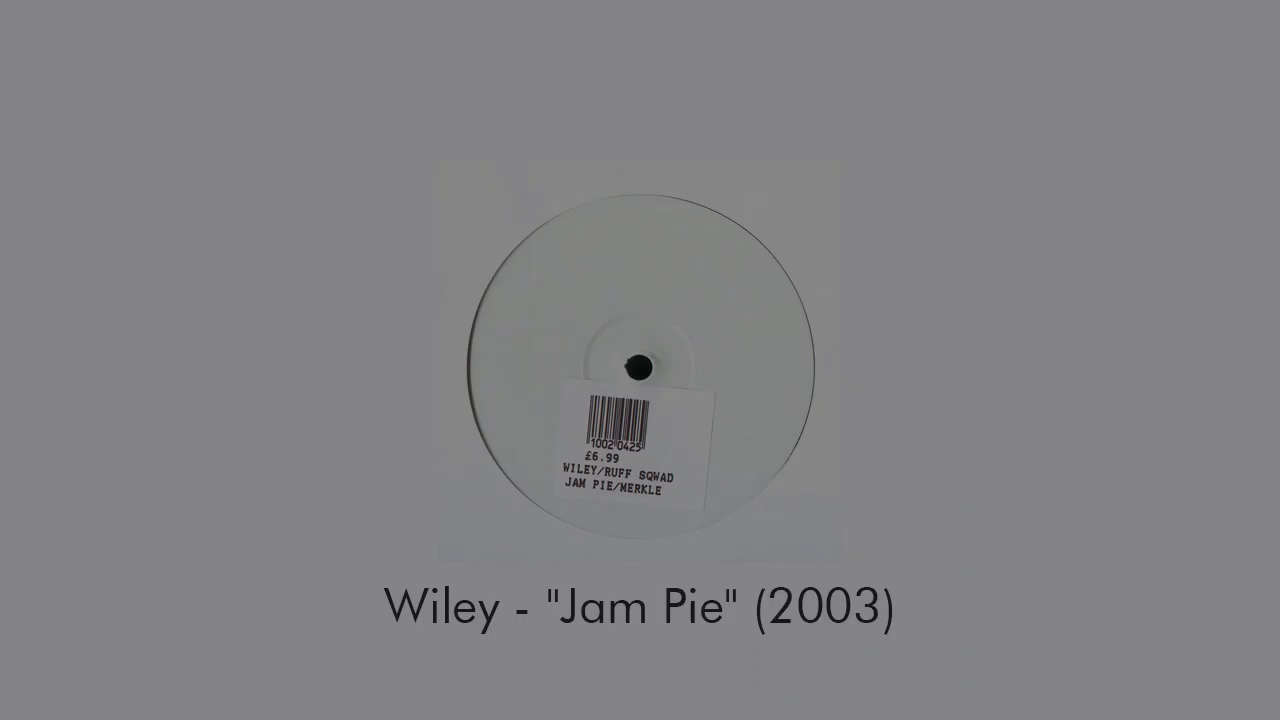 1002 0425
£6.99
WILEY/RUFF SQWAD
JAM PIE/MERKLE
Wiley - "Jam Pie" (2003)